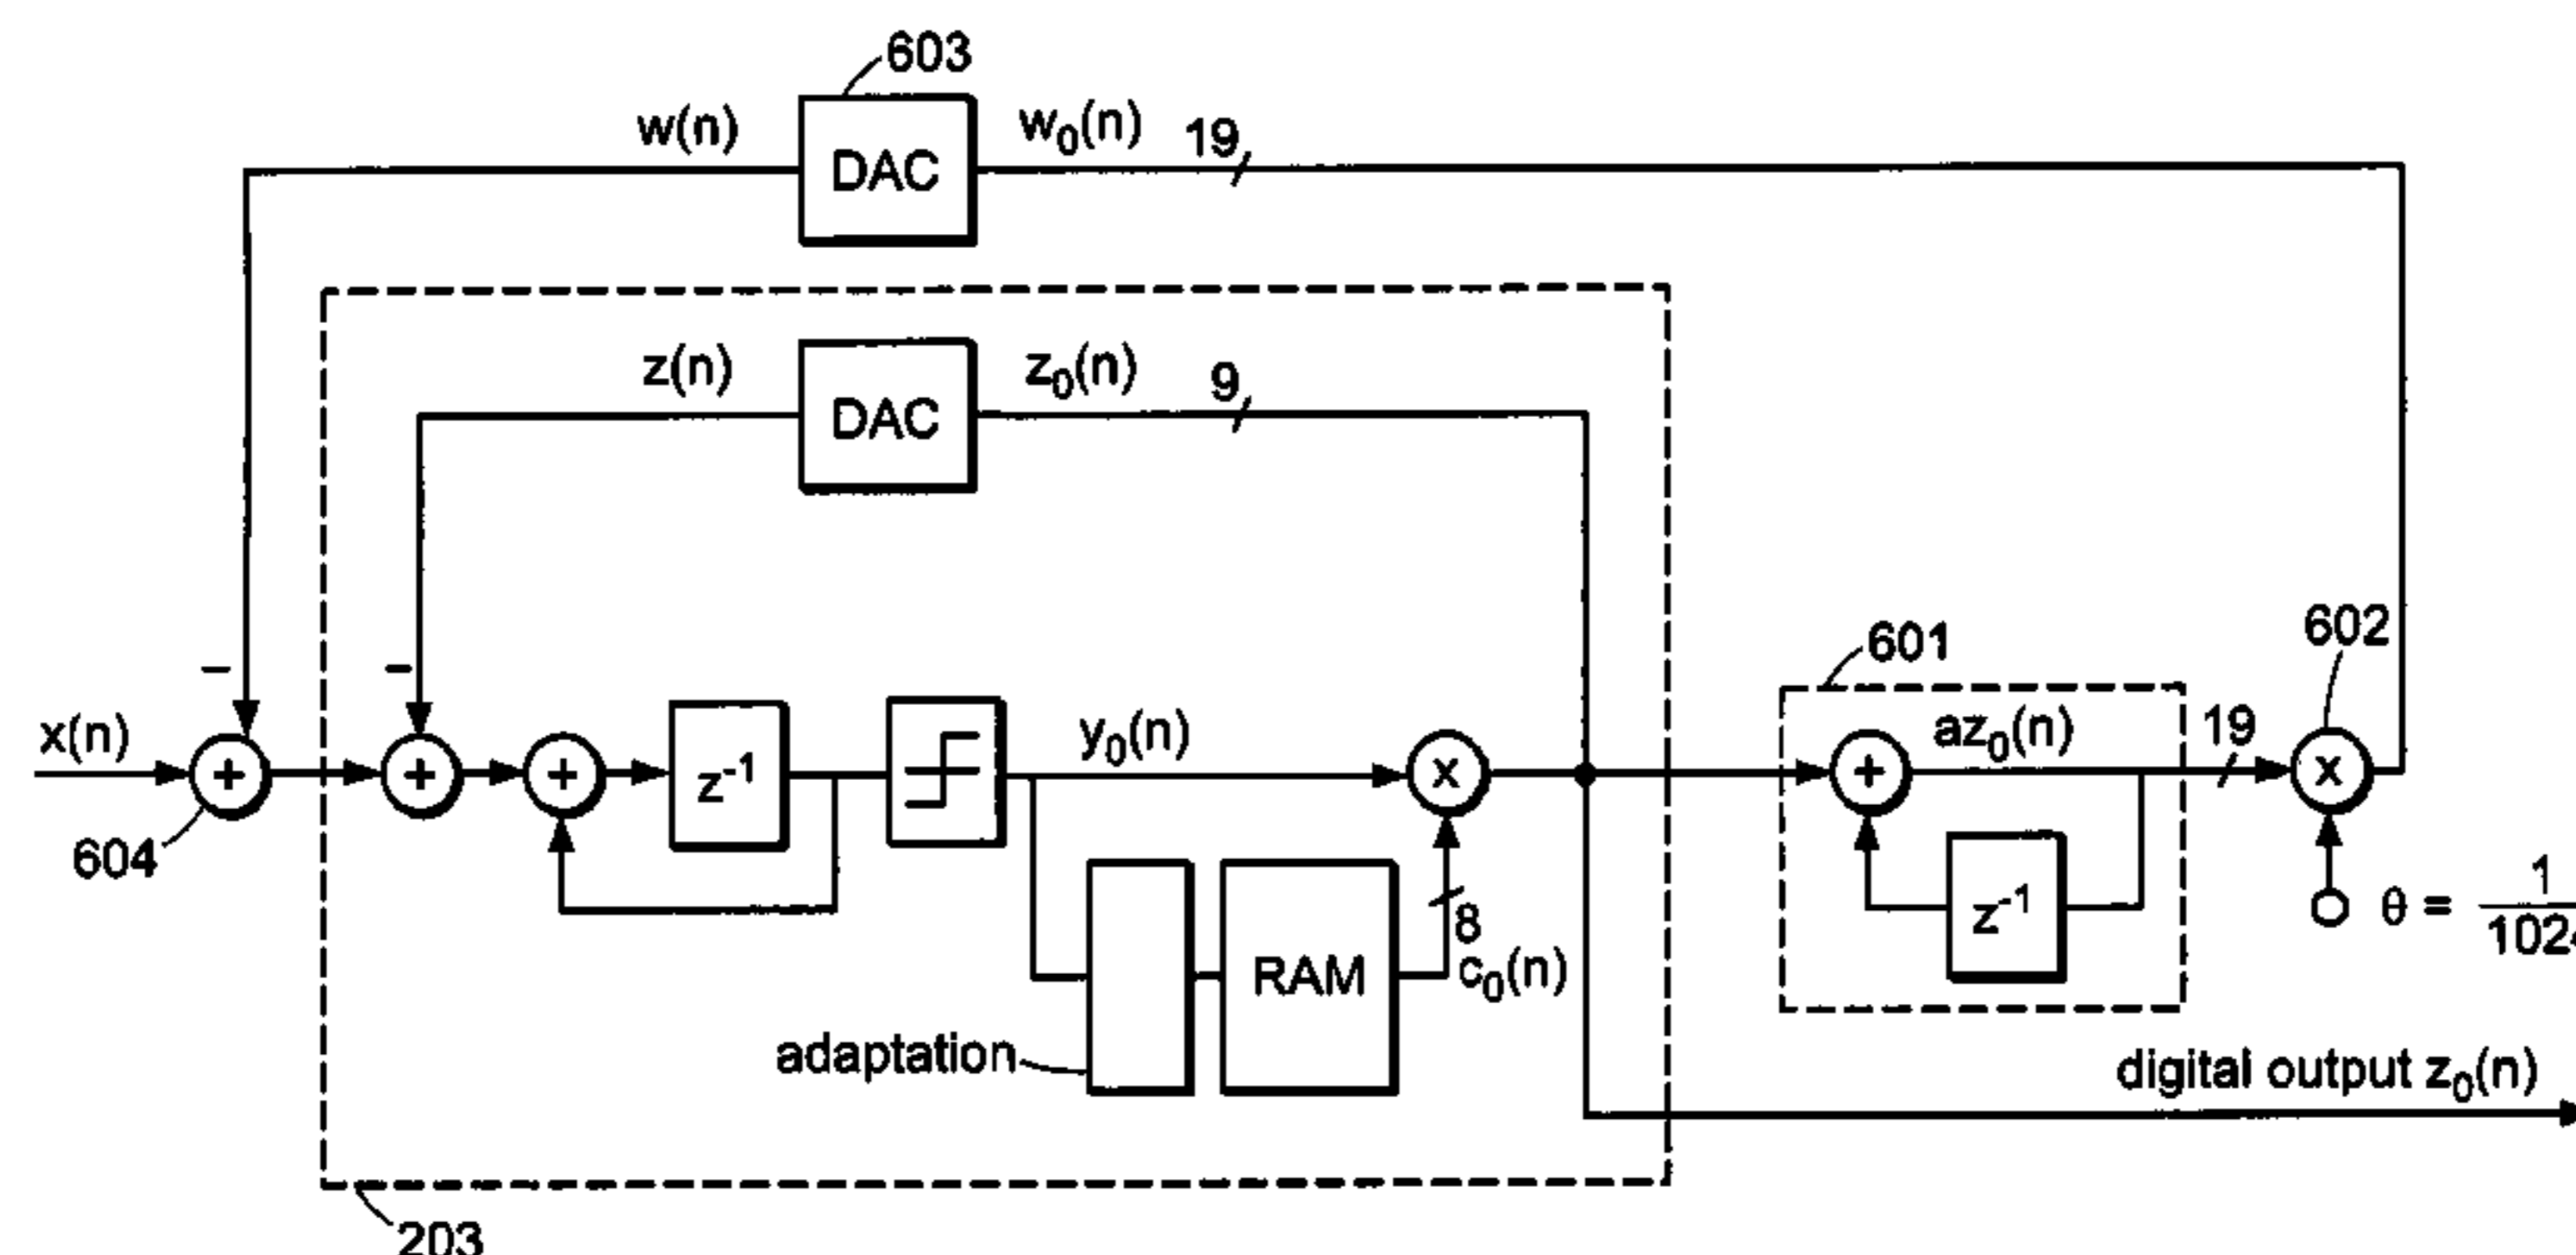 603
w(n)
DAC
w₀(n)
19
z(n)
DAC
z₀(n)
9
x(n)
604
z⁻¹
y₀(n)
x
601
az₀(n)
19
602
x
z⁻¹
θ = 1/1024
8
c₀(n)
RAM
adaptation
digital output z₀(n)
203
+
+
+
+
−
−